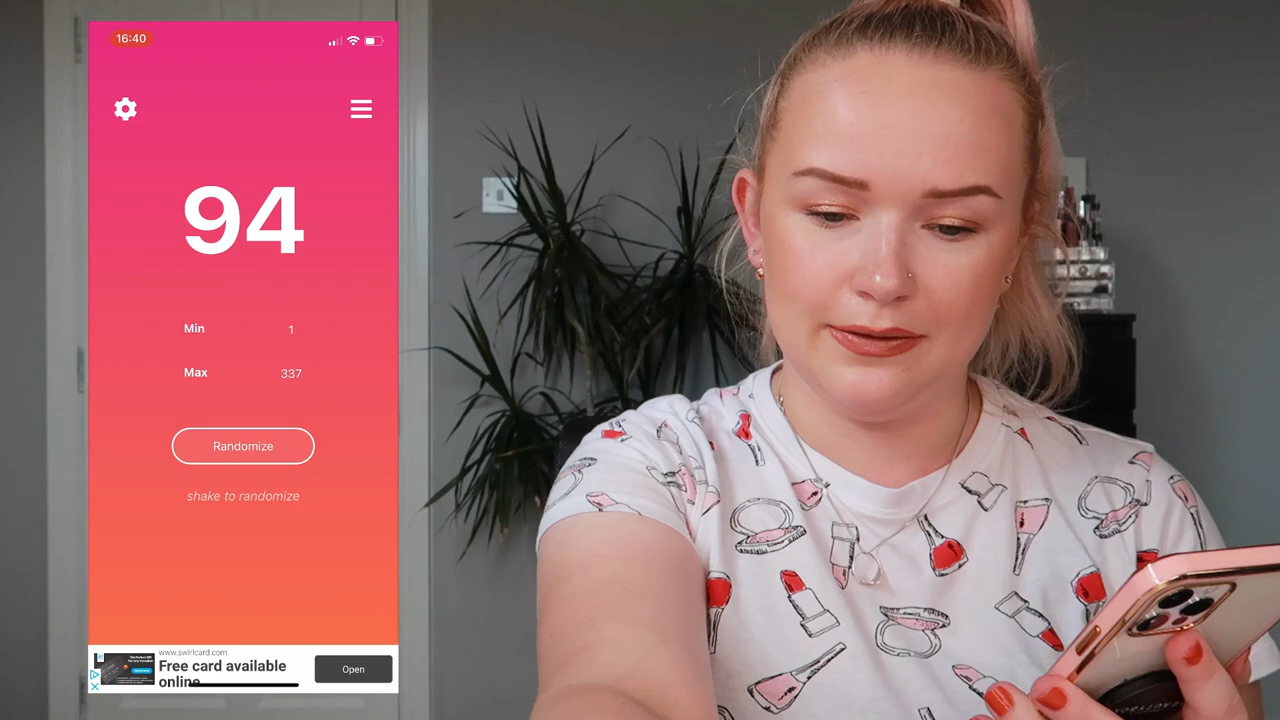 16:40
94
Min 1
Max 337
Randomize
shake to randomize
www.swirlcard.com
Free card available
online
Open